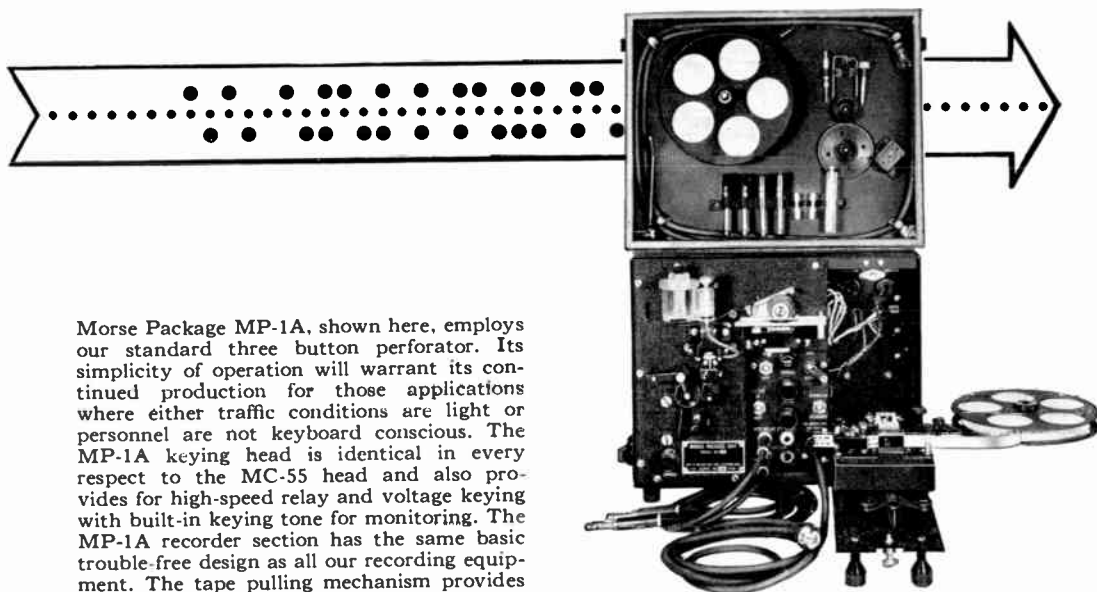 Morse Package MP-1A, shown here, employs
our standard three button perforator. Its
simplicity of operation will warrant its con-
tinued production for those applications
where either traffic conditions are light or
personnel are not keyboard conscious. The
MP-1A keying head is identical in every
respect to the MC-55 head and also pro-
vides for high-speed relay and voltage keying
with built-in keying tone for monitoring. The
MP-1A recorder section has the same basic
trouble-free design as all our recording equip-
ment. The tape pulling mechanism provides